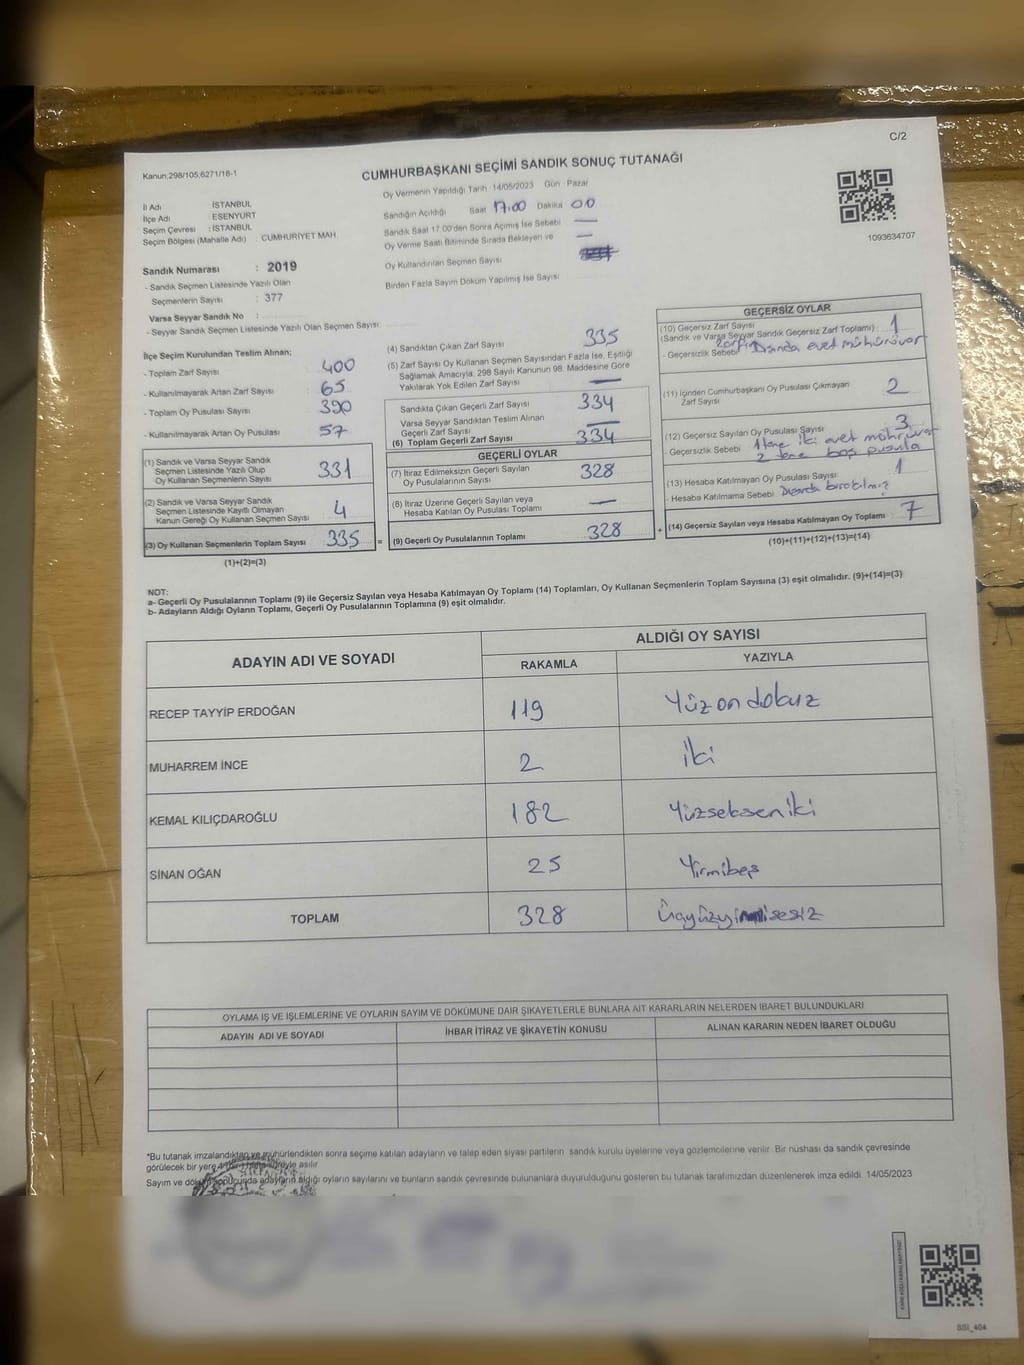 C/2
Kanun;298/105;6271/18-1
CUMHURBAŞKANI SEÇİMİ SANDIK SONUÇ TUTANAĞI
İl Adı : İSTANBUL
İlçe Adı : ESENYURT
Seçim Çevresi : İSTANBUL
Seçim Bölgesi (Mahalle Adı) : CUMHURİYET MAH.
Sandık Numarası : 2019
- Sandık Seçmen Listesinde Yazılı Olan
Seçmenlerin Sayısı : 377
Varsa Seyyar Sandık No :
- Seyyar Sandık Seçmen Listesinde Yazılı Olan Seçmen Sayısı
Oy Vermenin Yapıldığı Tarih 14/05/2023 Gün Pazar
Sandığın Açıldığı Saat 17:00 Dakika 00
Sandık Saat 17.00'den Sonra Açılmış İse Sebebi —
Oy Verme Saati Bitiminde Sırada Bekleyen ve —
Oy Kullandırılan Seçmen Sayısı
Birden Fazla Sayım Döküm Yapılmış İse Sayısı
1093634707
İlçe Seçim Kurulundan Teslim Alınan;
- Toplam Zarf Sayısı 400
- Kullanılmayarak Artan Zarf Sayısı 65
- Toplam Oy Pusulası Sayısı 390
- Kullanılmayarak Artan Oy Pusulası 57
(1) Sandık ve Varsa Seyyar Sandık
Seçmen Listesinde Yazılı Olup
Oy Kullanan Seçmenlerin Sayısı 331
(2) Sandık ve Varsa Seyyar Sandık
Seçmen Listesinde Kayıtlı Olmayan
Kanun Gereği Oy Kullanan Seçmen Sayısı 4
(3) Oy Kullanan Seçmenlerin Toplam Sayısı 335
(1)+(2)=(3)
(4) Sandıktan Çıkan Zarf Sayısı 335
(5) Zarf Sayısı Oy Kullanan Seçmen Sayısından Fazla İse, Eşitliği
Sağlamak Amacıyla, 298 Sayılı Kanunun 98. Maddesine Göre
Yakılarak Yok Edilen Zarf Sayısı —
Sandıkta Çıkan Geçerli Zarf Sayısı 334
Varsa Seyyar Sandıktan Teslim Alınan
Geçerli Zarf Sayısı —
(6) Toplam Geçerli Zarf Sayısı 334
GEÇERLİ OYLAR
(7) İtiraz Edilmeksizin Geçerli Sayılan
Oy Pusulalarının Sayısı 328
(8) İtiraz Üzerine Geçerli Sayılan veya
Hesaba Katılan Oy Pusulası Toplamı —
= (9) Geçerli Oy Pusulalarının Toplamı 328
GEÇERSİZ OYLAR
(10) Geçersiz Zarf Sayısı
(Sandık ve Varsa Seyyar Sandık Geçersiz Zarf Toplamı) : 1
- Geçersizlik Sebebi zarfın Dışında evet mühürü var
(11) İçinden Cumhurbaşkanı Oy Pusulası Çıkmayan
Zarf Sayısı 2
(12) Geçersiz Sayılan Oy Pusulası Sayısı 3
- Geçersizlik Sebebi 1 tane iki evet mührü var
2 tane boş pusula
(13) Hesaba Katılmayan Oy Pusulası Sayısı 1
- Hesaba Katılmama Sebebi Dışarda bırakılmış
+ (14) Geçersiz Sayılan veya Hesaba Katılmayan Oy Toplamı 7
(10)+(11)+(12)+(13)=(14)
NOT:
a- Geçerli Oy Pusulalarının Toplamı (9) ile Geçersiz Sayılan veya Hesaba Katılmayan Oy Toplamı (14) Toplamları, Oy Kullanan Seçmenlerin Toplam Sayısına (3) eşit olmalıdır. (9)+(14)=(3)
b- Adayların Aldığı Oyların Toplamı, Geçerli Oy Pusulalarının Toplamına (9) eşit olmalıdır.
ADAYIN ADI VE SOYADI
ALDIĞI OY SAYISI
RAKAMLA YAZIYLA
RECEP TAYYİP ERDOĞAN 119 Yüzondokuz
MUHARREM İNCE 2 iki
KEMAL KILIÇDAROĞLU 182 Yüzsekseniki
SİNAN OĞAN 25 Yirmibeş
TOPLAM 328
OYLAMA İŞ VE İŞLEMLERİNE VE OYLARIN SAYIM VE DÖKÜMÜNE DAİR ŞİKAYETLERLE BUNLARA AİT KARARLARIN NELERDEN İBARET BULUNDUKLARI
ADAYIN ADI VE SOYADI İHBAR İTİRAZ VE ŞİKAYETİN KONUSU ALINAN KARARIN NEDEN İBARET OLDUĞU
*Bu tutanak imzalandıktan ve mühürlendikten sonra seçime katılan adayların ve talep eden siyasi partilerin sandık kurulu üyelerine veya gözlemcilerine verilir. Bir nüshası da sandık çevresinde
görülecek bir yere asılır.
Sayım ve döküm sonucunda adayların aldığı oyların sayılarını ve bunların sandık çevresinde bulunanlara duyurulduğunu gösteren bu tutanak tarafımızdan düzenlenerek imza edildi. 14/05/2023
SSI_404